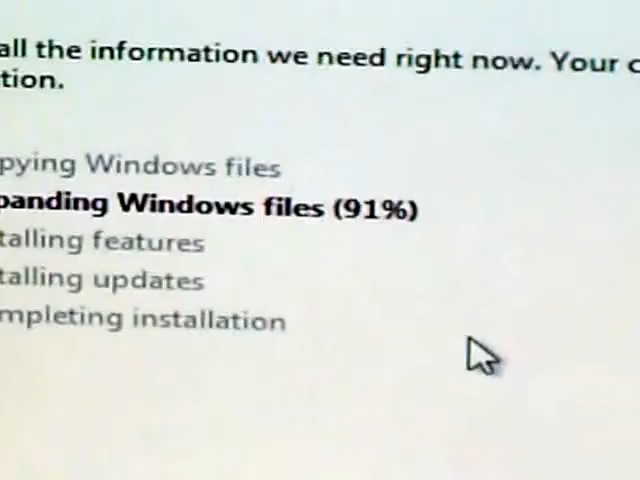 all the information we need right now. Your c
tion.
pying Windows files
panding Windows files (91%)
talling features
talling updates
mpleting installation